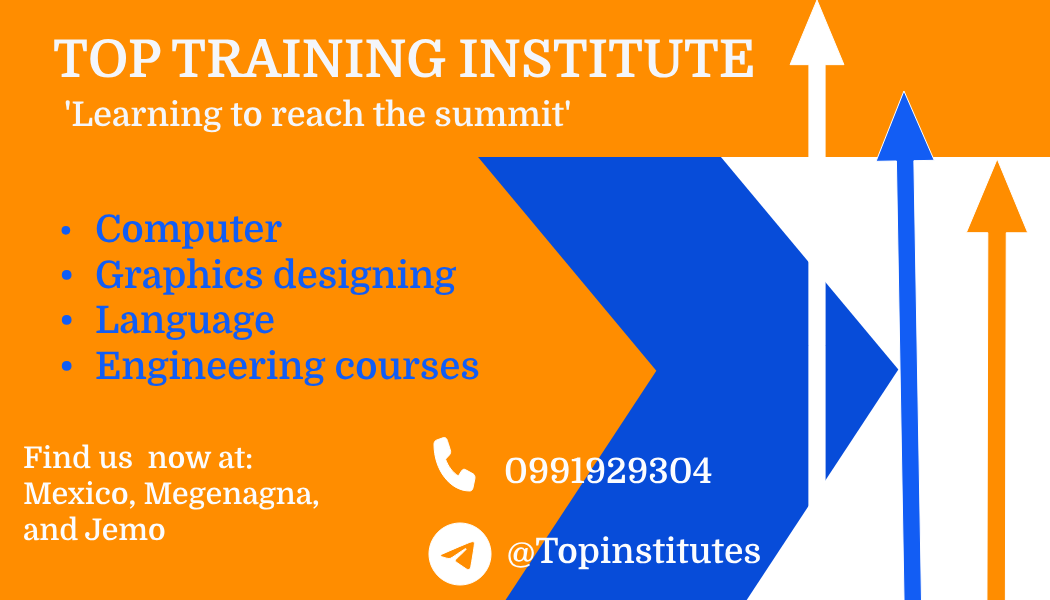 TOP TRAINING INSTITUTE
'Learning to reach the summit'
• Computer
• Graphics designing
• Language
• Engineering courses
Find us now at:
Mexico, Megenagna,
and Jemo
0991929304
@Topinstitutes